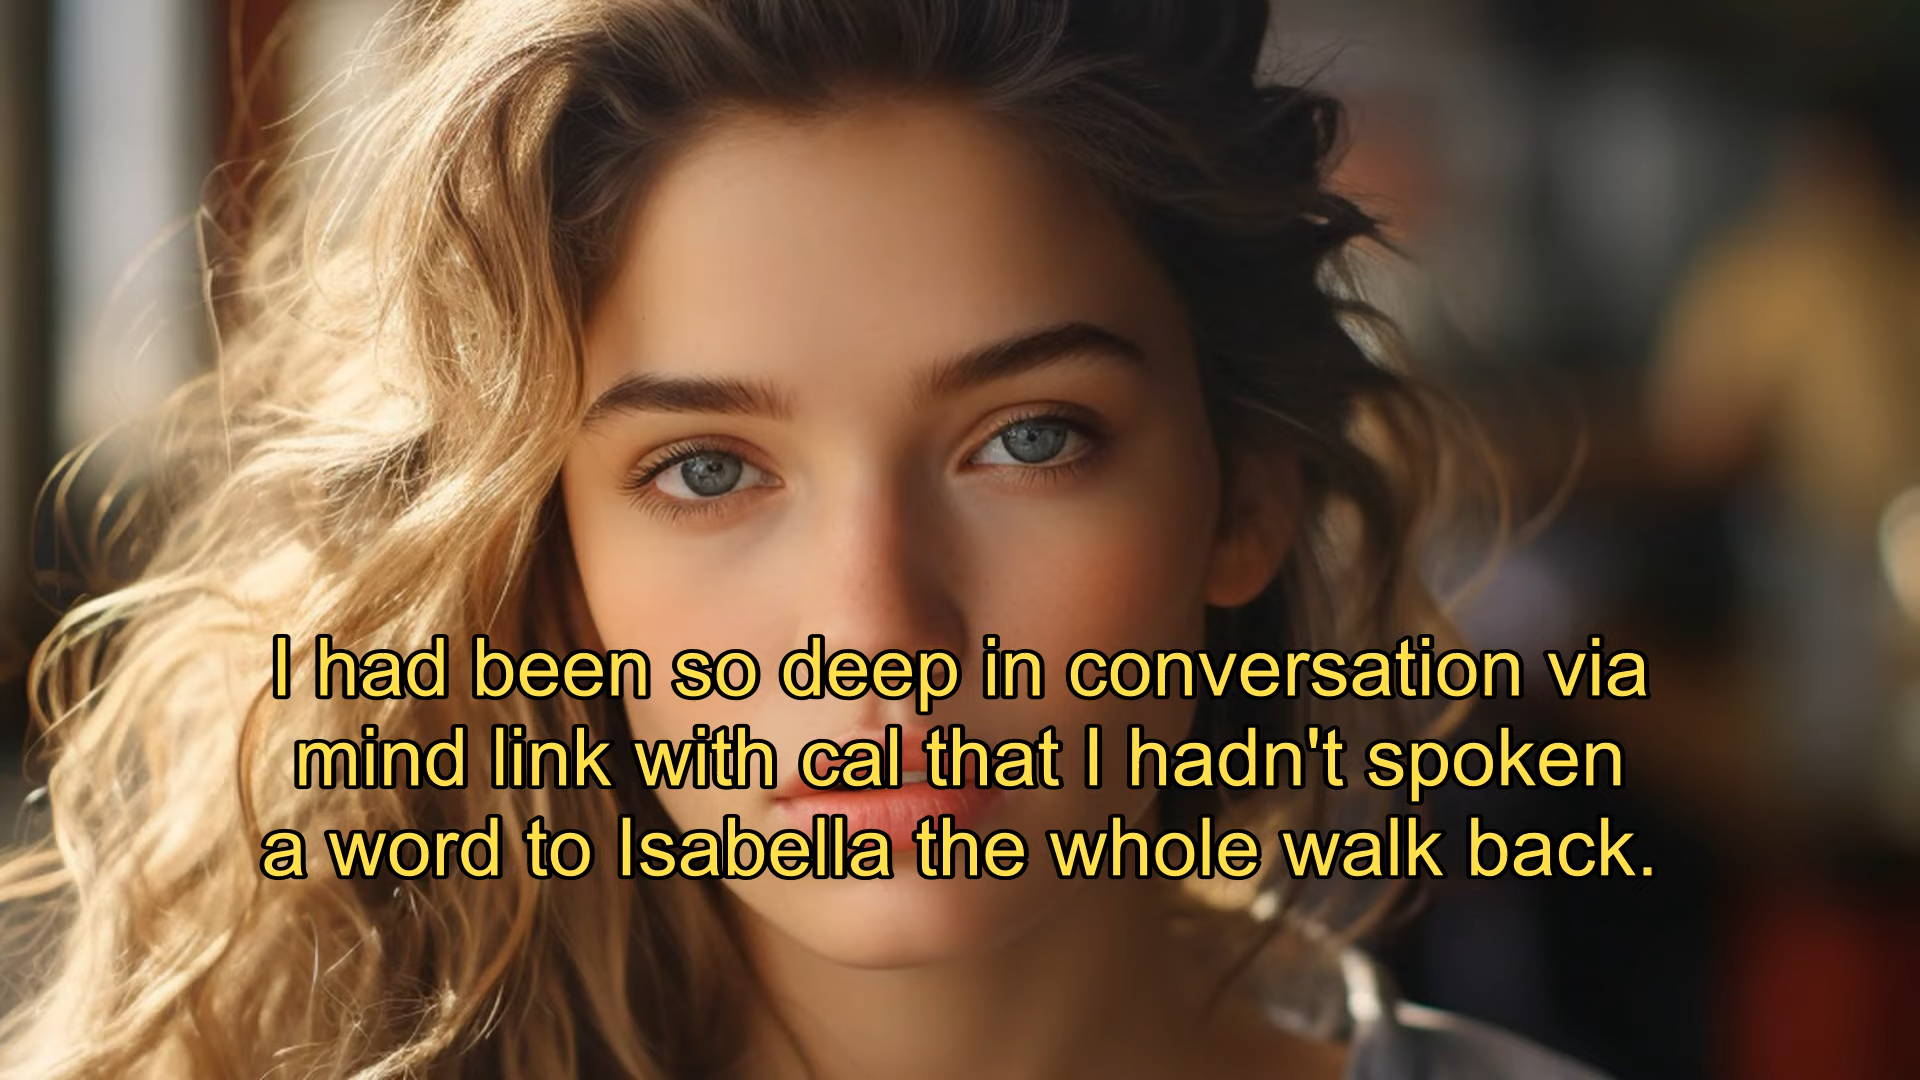 I had been so deep in conversation via
mind link with cal that I hadn't spoken
a word to Isabella the whole walk back.